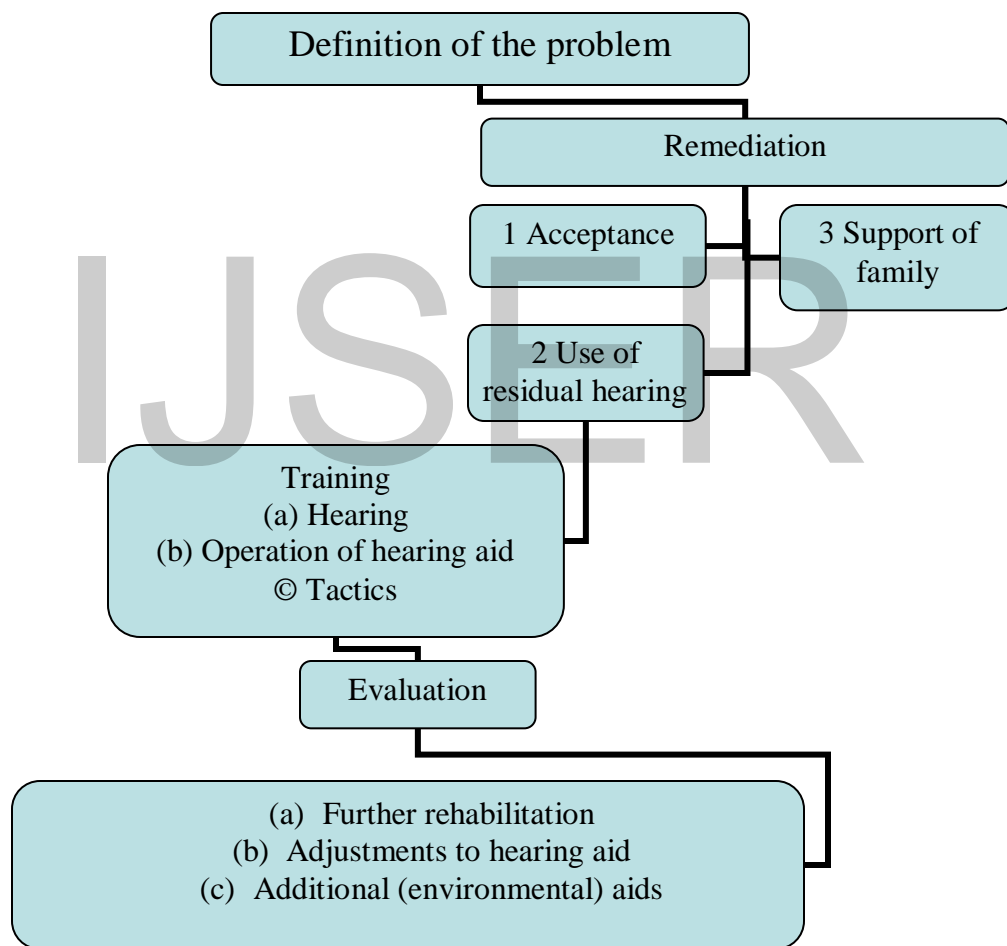 Definition of the problem
Remediation
1 Acceptance
3 Support of
family
2 Use of
residual hearing
IJSER
Training
(a) Hearing
(b) Operation of hearing aid
© Tactics
Evaluation
(a) Further rehabilitation
(b) Adjustments to hearing aid
(c) Additional (environmental) aids